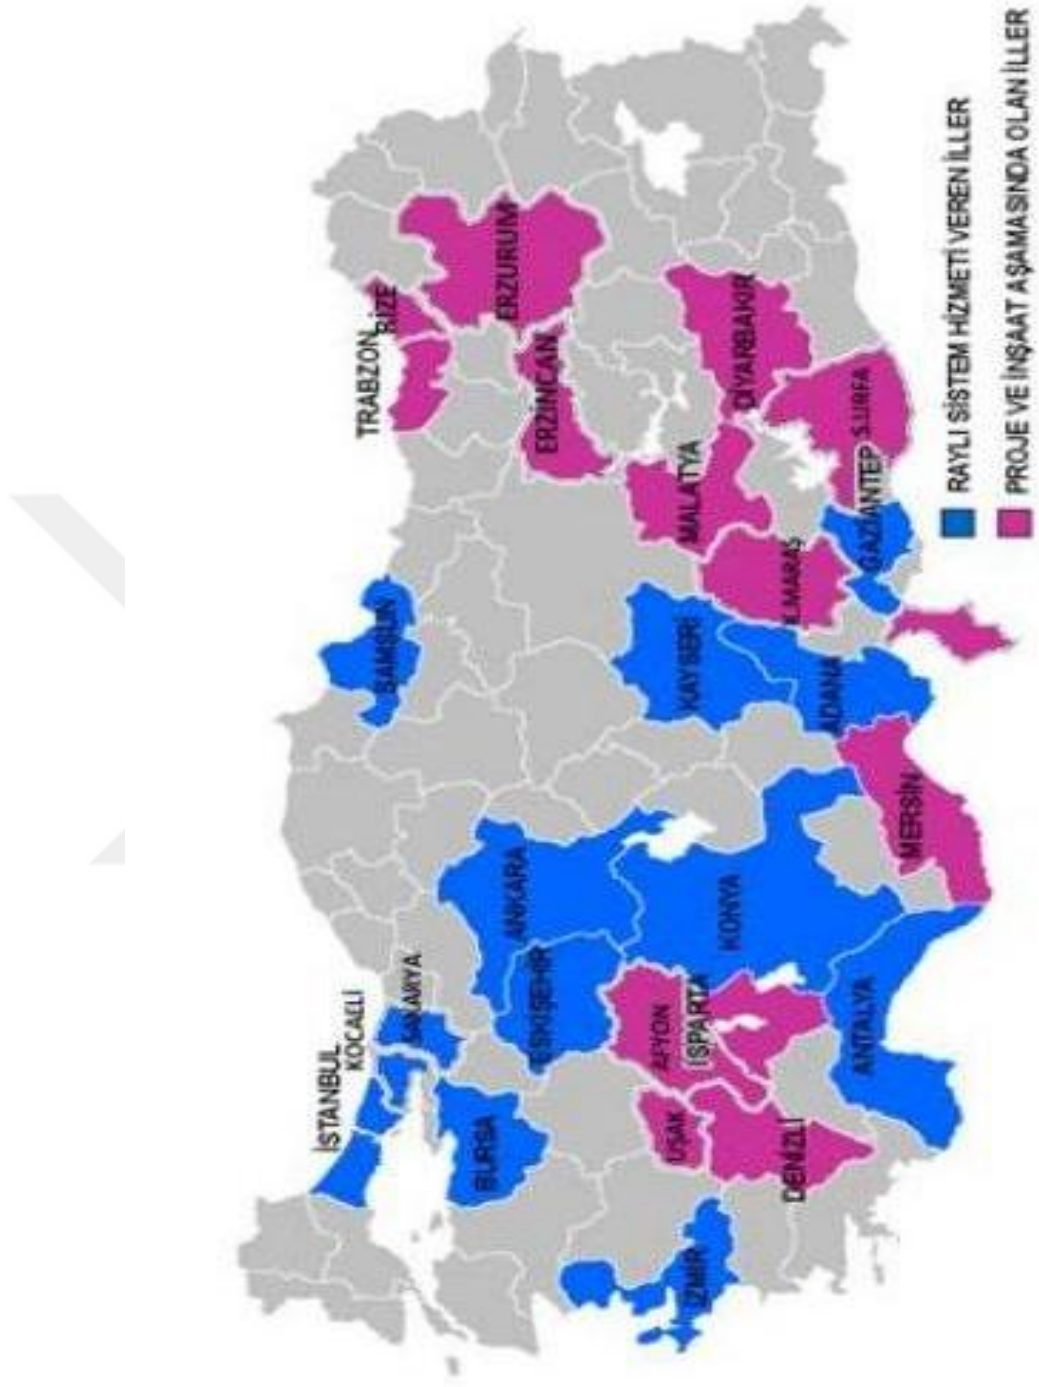 İSTANBUL
KOCAELİ
SAKARYA
BURSA
ESKİŞEHİR
ANKARA
SAMSUN
TRABZON
RİZE
ERZURUM
ERZİNCAN
İZMİR
UŞAK
AFYON
ISPARTA
DENİZLİ
ANTALYA
KONYA
KAYSERİ
ADANA
MERSİN
MALATYA
K.MARAŞ
GAZİANTEP
Ş.URFA
DİYARBAKIR
RAYLI SİSTEM HİZMETİ VEREN İLLER
PROJE VE İNŞAAT AŞAMASINDA OLAN İLLER